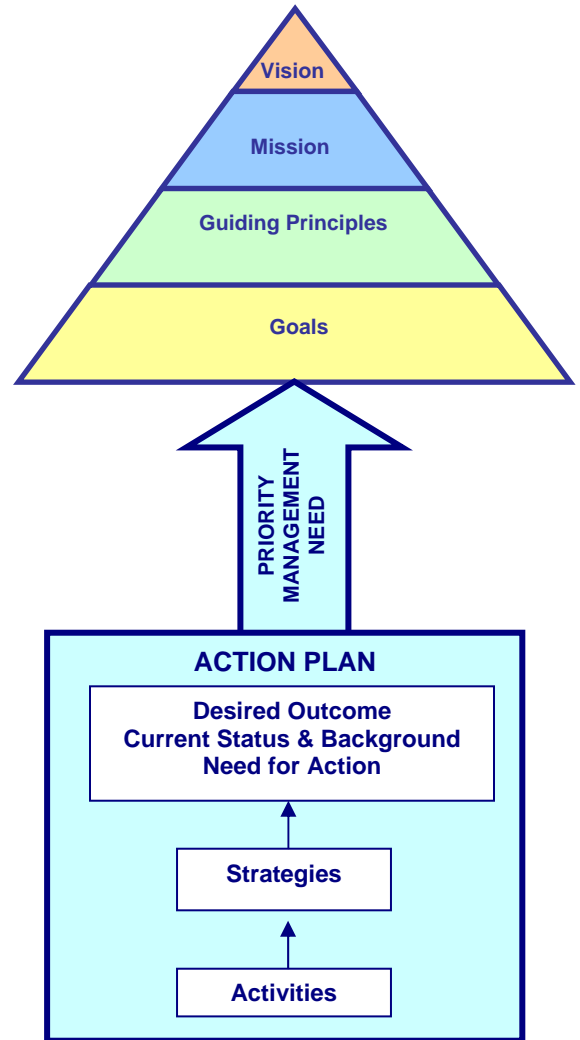 Vision
Mission
Guiding Principles
Goals
PRIORITY
MANAGEMENT
NEED
ACTION PLAN
Desired Outcome
Current Status & Background
Need for Action
Strategies
Activities